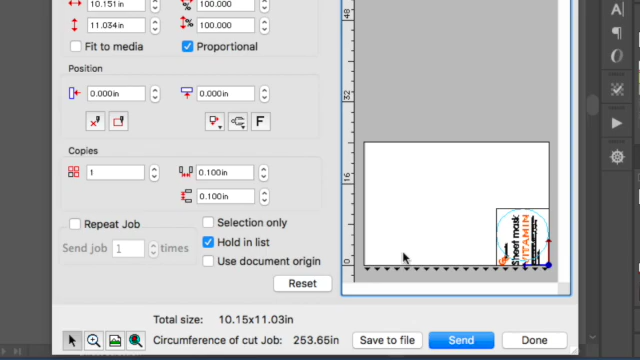 10.151in
100.000
11.034in
100.000
Fit to media
Proportional
Position
0.000in
0.000in
F
Copies
1
0.100in
0.100in
Repeat Job
Selection only
Send job 1 times
Hold in list
Use document origin
Reset
48
32
16
0
Sheet mask
VITAMIN
Total size: 10.15x11.03in
Circumference of cut Job: 253.65in
Save to file
Send
Done